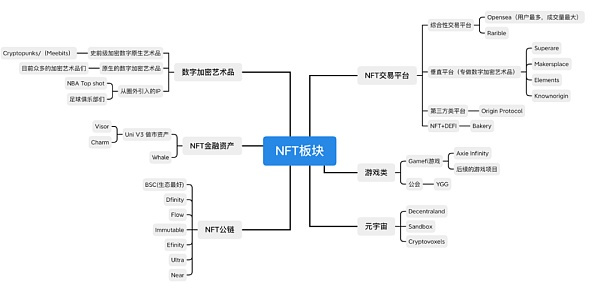 NFT板块
数字加密艺术品
史前级加密数字原生艺术品
Cryptopunks/（Meebits）
原生的数字加密艺术品
目前众多的加密艺术品们
从圈外引入的IP
NBA Top shot
足球俱乐部们
NFT金融资产
Uni V3 做市资产
Visor
Charm
Whale
NFT公链
BSC(生态最好)
Dfinity
Flow
Immutable
Efinity
Ultra
Near
NFT交易平台
综合性交易平台
Opensea（用户最多、成交量最大）
Rarible
垂直平台（专做数字加密艺术品）
Superare
Makersplace
Elements
Knownorigin
第三方类平台
Origin Protocol
NFT+DEFI
Bakery
游戏类
Gamefi游戏
Axie Infinity
后续的游戏项目
公会
YGG
元宇宙
Decentraland
Sandbox
Cryptovoxels